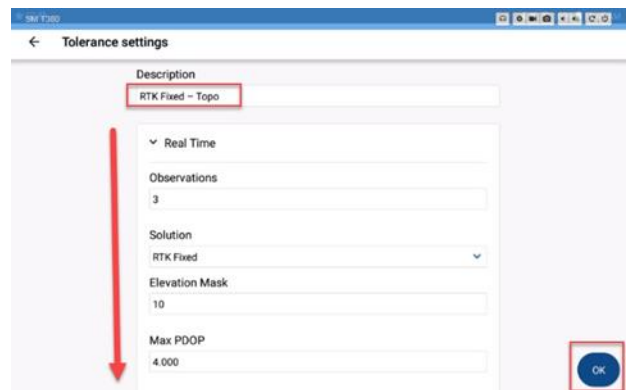 SM T380
Tolerance settings
Description
RTK Fixed – Topo
Real Time
Observations
3
Solution
RTK Fixed
Elevation Mask
10
Max PDOP
4.000
OK